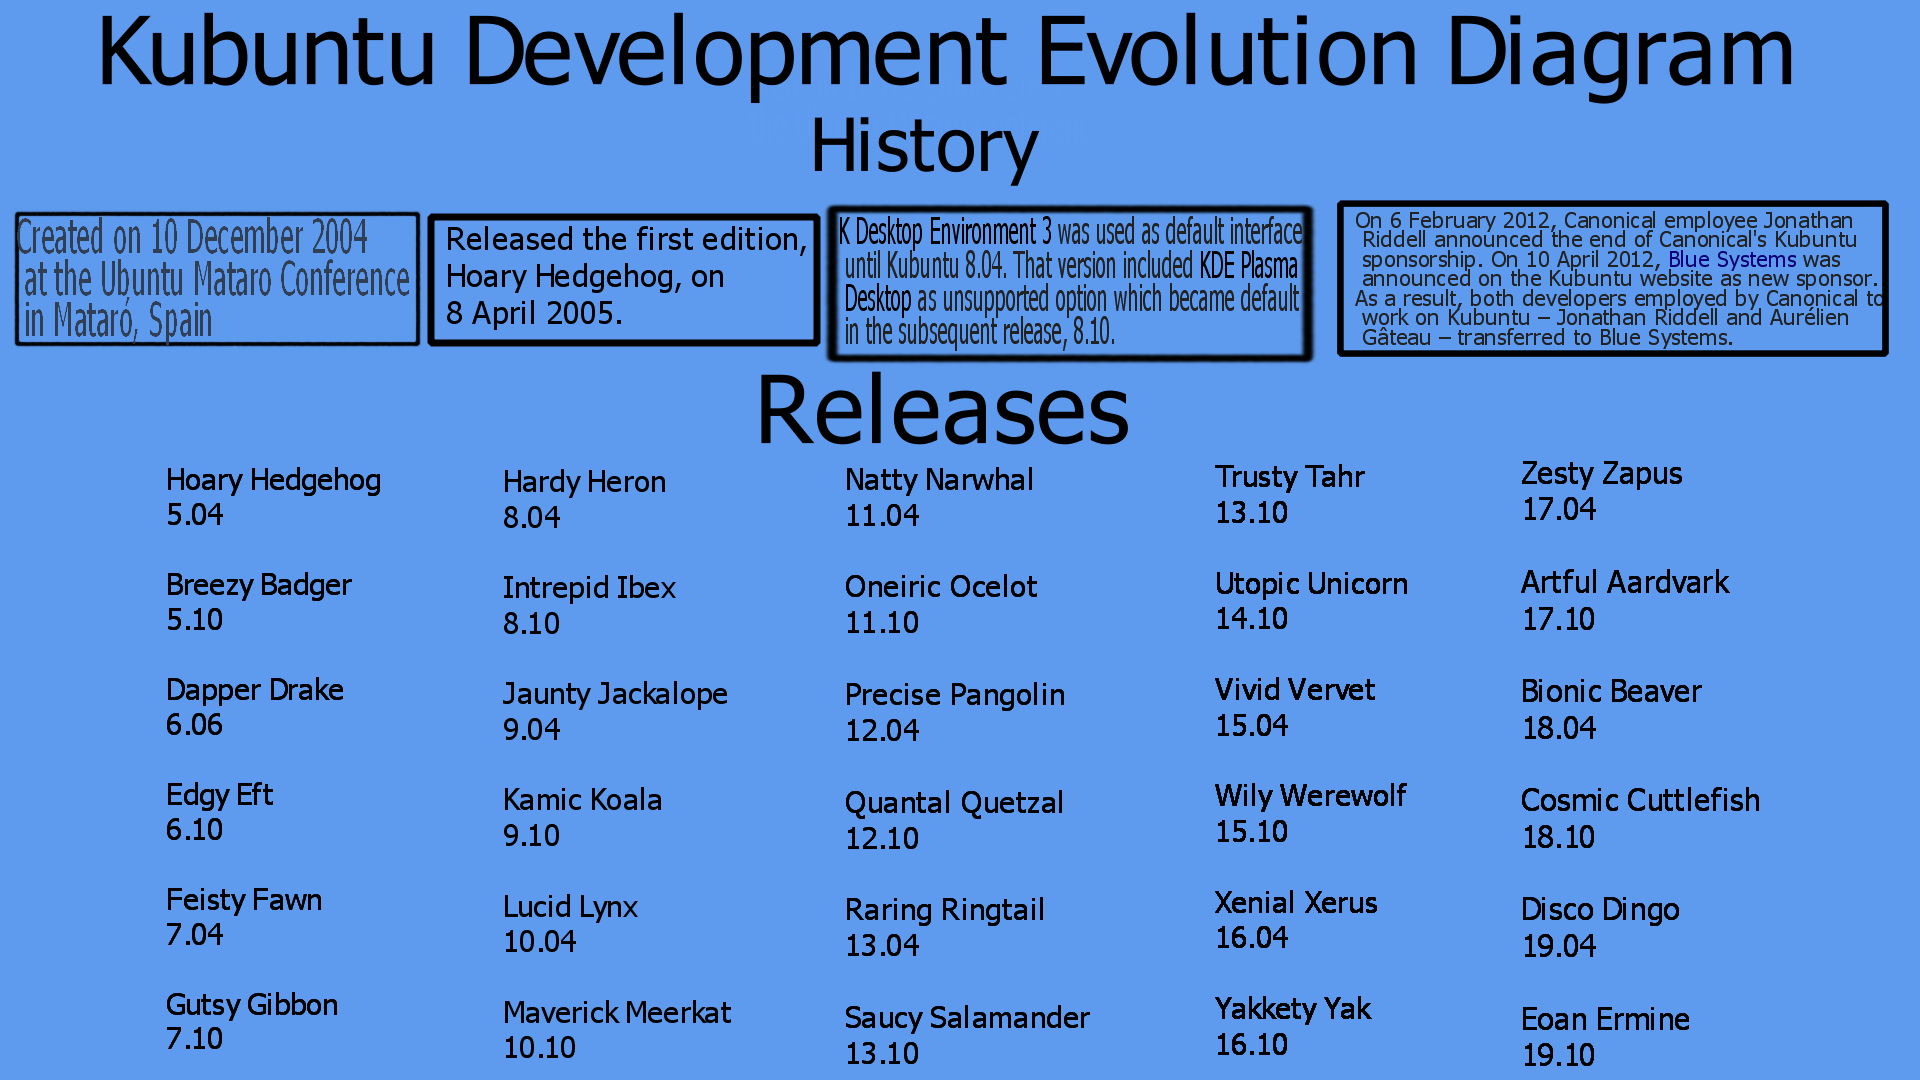 Kubuntu Development Evolution Diagram
History
Created on 10 December 2004
at the Ubuntu Mataro Conference
in Mataró, Spain
Released the first edition,
Hoary Hedgehog, on
8 April 2005.
K Desktop Environment 3 was used as default interface
until Kubuntu 8.04. That version included KDE Plasma
Desktop as unsupported option which became default
in the subsequent release, 8.10.
On 6 February 2012, Canonical employee Jonathan
Riddell announced the end of Canonical's Kubuntu
sponsorship. On 10 April 2012, Blue Systems was
announced on the Kubuntu website as new sponsor.
As a result, both developers employed by Canonical to
work on Kubuntu – Jonathan Riddell and Aurélien
Gâteau – transferred to Blue Systems.
Releases
Hoary Hedgehog
5.04
Breezy Badger
5.10
Dapper Drake
6.06
Edgy Eft
6.10
Feisty Fawn
7.04
Gutsy Gibbon
7.10
Hardy Heron
8.04
Intrepid Ibex
8.10
Jaunty Jackalope
9.04
Kamic Koala
9.10
Lucid Lynx
10.04
Maverick Meerkat
10.10
Natty Narwhal
11.04
Oneiric Ocelot
11.10
Precise Pangolin
12.04
Quantal Quetzal
12.10
Raring Ringtail
13.04
Saucy Salamander
13.10
Trusty Tahr
13.10
Utopic Unicorn
14.10
Vivid Vervet
15.04
Wily Werewolf
15.10
Xenial Xerus
16.04
Yakkety Yak
16.10
Zesty Zapus
17.04
Artful Aardvark
17.10
Bionic Beaver
18.04
Cosmic Cuttlefish
18.10
Disco Dingo
19.04
Eoan Ermine
19.10